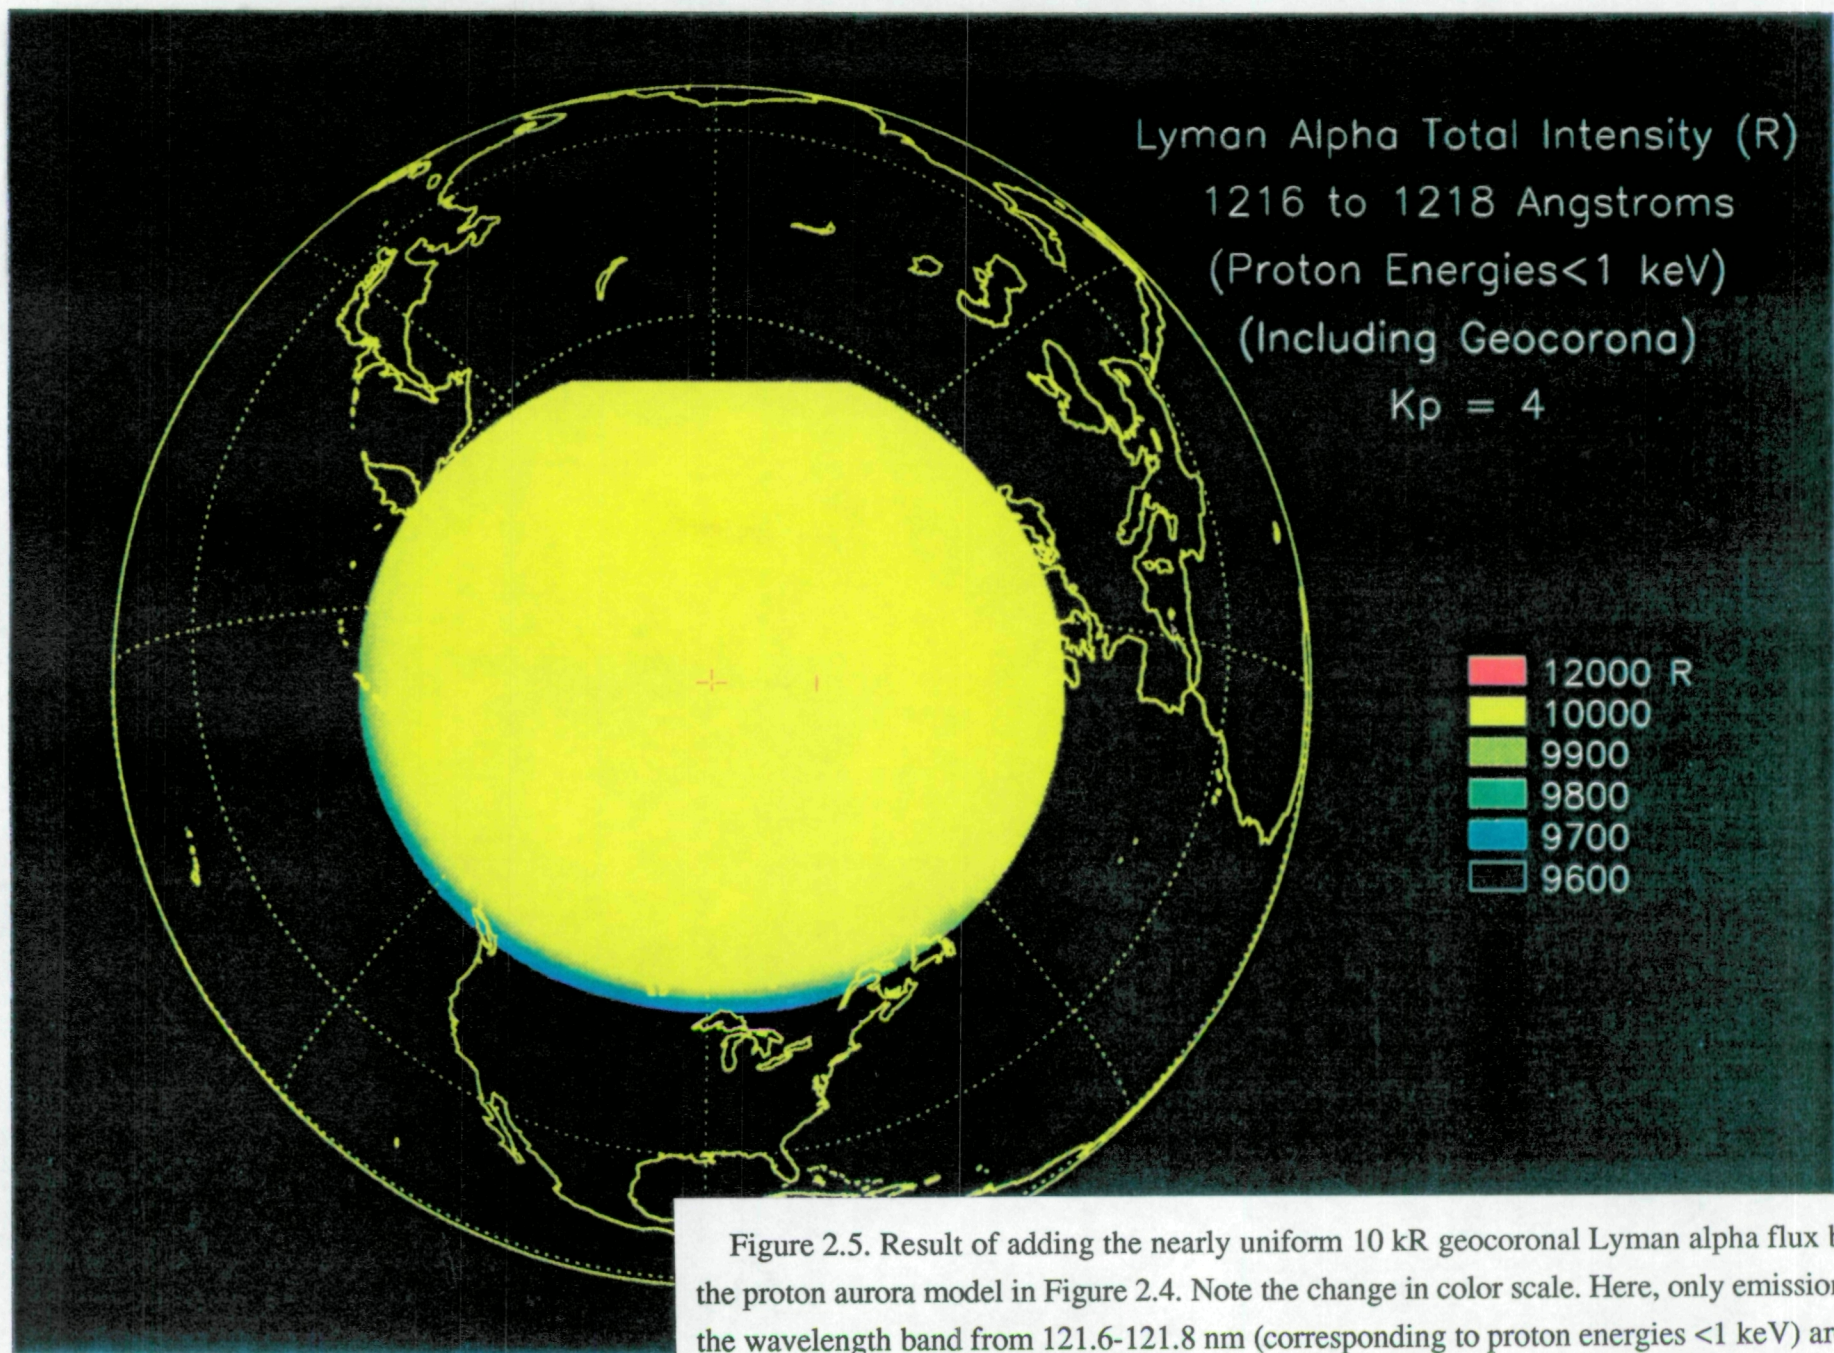 Lyman Alpha Total Intensity (R)
1216 to 1218 Angstroms
(Proton Energies<1 keV)
(Including Geocorona)
Kp = 4
12000 R
10000
9900
9800
9700
9600
Figure 2.5. Result of adding the nearly uniform 10 kR geocoronal Lyman alpha flux
the proton aurora model in Figure 2.4. Note the change in color scale. Here, only emission
the wavelength band from 121.6-121.8 nm (corresponding to proton energies <1 keV) ar